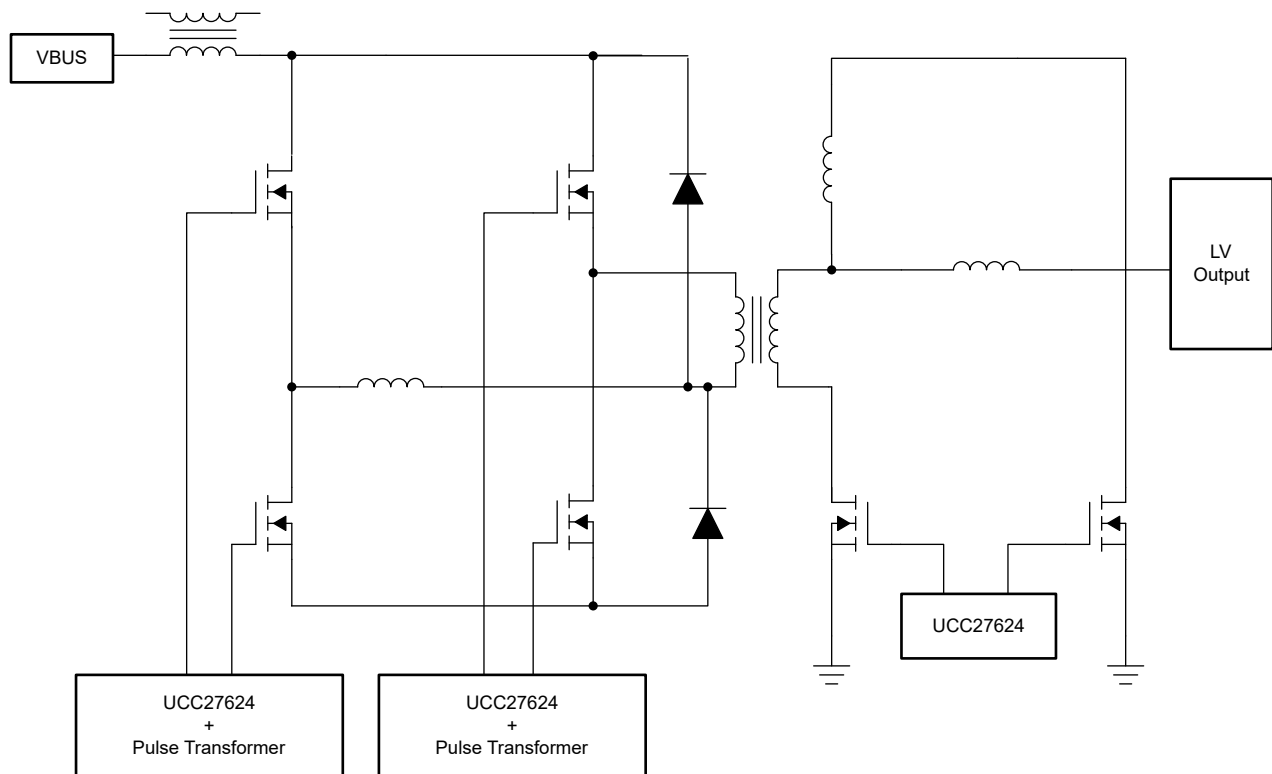 VBUS
LV
Output
UCC27624
UCC27624
+
Pulse Transformer
UCC27624
+
Pulse Transformer